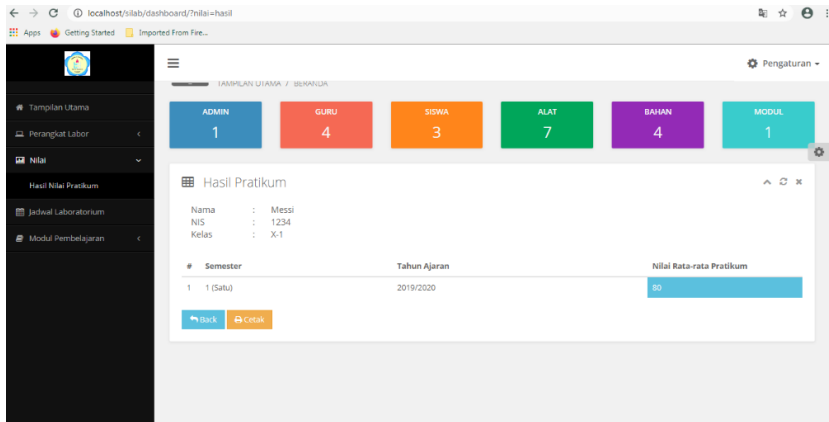 localhost/silab/dashboard/?nilai=hasil
Apps Getting Started Imported From Fire...
Pengaturan
TAMPILAN UTAMA / BERANDA
Tampilan Utama
Perangkat Labor
Nilai
Hasil Nilai Pratikum
Jadwal Laboratorium
Modul Pembelajaran
ADMIN GURU SISWA ALAT BAHAN MODUL
1 4 3 7 4 1
Hasil Pratikum
Nama : Messi
NIS : 1234
Kelas : X-1
# Semester Tahun Ajaran Nilai Rata-rata Pratikum
1 1 (Satu) 2019/2020 80
Back Cetak